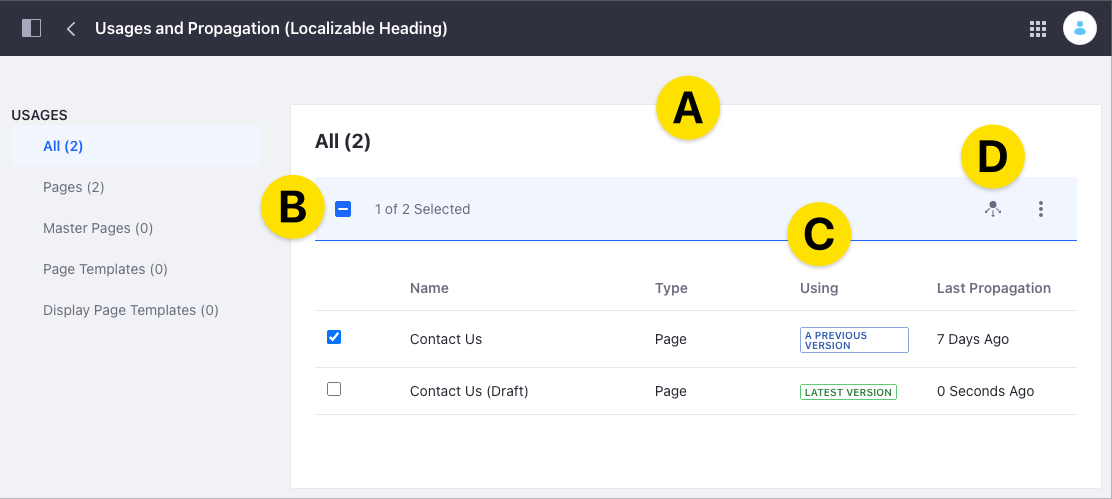 Usages and Propagation (Localizable Heading)
USAGES
All (2)
Pages (2)
Master Pages (0)
Page Templates (0)
Display Page Templates (0)
A
All (2)
D
B
1 of 2 Selected
C
Name Type Using Last Propagation
Contact Us Page A PREVIOUS VERSION 7 Days Ago
Contact Us (Draft) Page LATEST VERSION 0 Seconds Ago